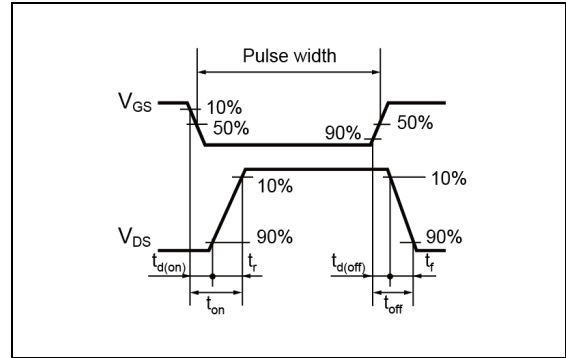 Pulse width
VGS
10%
50%
90%
50%
10%
10%
VDS
90%
90%
td(on)
tr
td(off)
tf
ton
toff